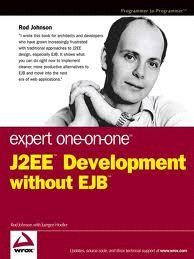 Programmer to Programmer™
Rod Johnson
"I wrote this book for architects and
developers who have grown increasingly frustrated
with traditional approaches to J2EE
design, especially EJB. It shows what
you can do right now to implement
cleaner, more productive alternatives to
EJB and move into the next era
of web applications."
expert one-on-one™
J2EE™ Development
without EJB™
Rod Johnson with Juergen Hoeller
wrox
Updates, source code, and Wrox technical support at www.wrox.com